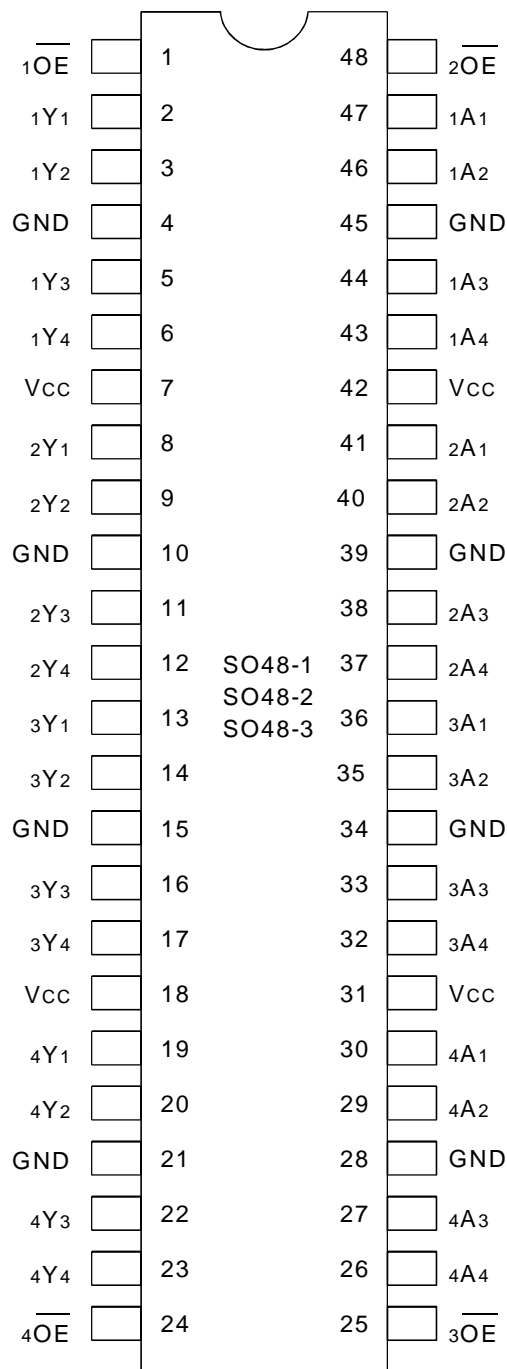 1OE 1 48 2OE
1Y1 2 47 1A1
1Y2 3 46 1A2
GND 4 45 GND
1Y3 5 44 1A3
1Y4 6 43 1A4
VCC 7 42 VCC
2Y1 8 41 2A1
2Y2 9 40 2A2
GND 10 39 GND
2Y3 11 38 2A3
2Y4 12 SO48-1 37 2A4
SO48-2
3Y1 13 SO48-3 36 3A1
3Y2 14 35 3A2
GND 15 34 GND
3Y3 16 33 3A3
3Y4 17 32 3A4
VCC 18 31 VCC
4Y1 19 30 4A1
4Y2 20 29 4A2
GND 21 28 GND
4Y3 22 27 4A3
4Y4 23 26 4A4
4OE 24 25 3OE